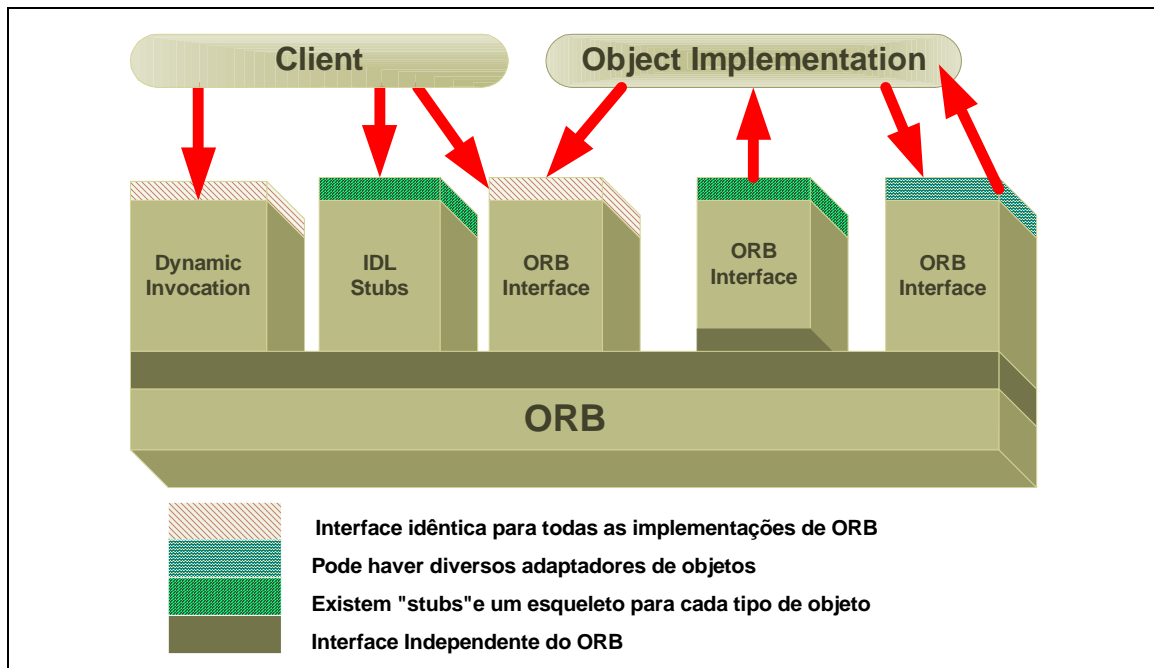 Client
Object Implementation
Dynamic
Invocation
IDL
Stubs
ORB
Interface
ORB
Interface
ORB
Interface
ORB
Interface idêntica para todas as implementações de ORB
Pode haver diversos adaptadores de objetos
Existem "stubs"e um esqueleto para cada tipo de objeto
Interface Independente do ORB